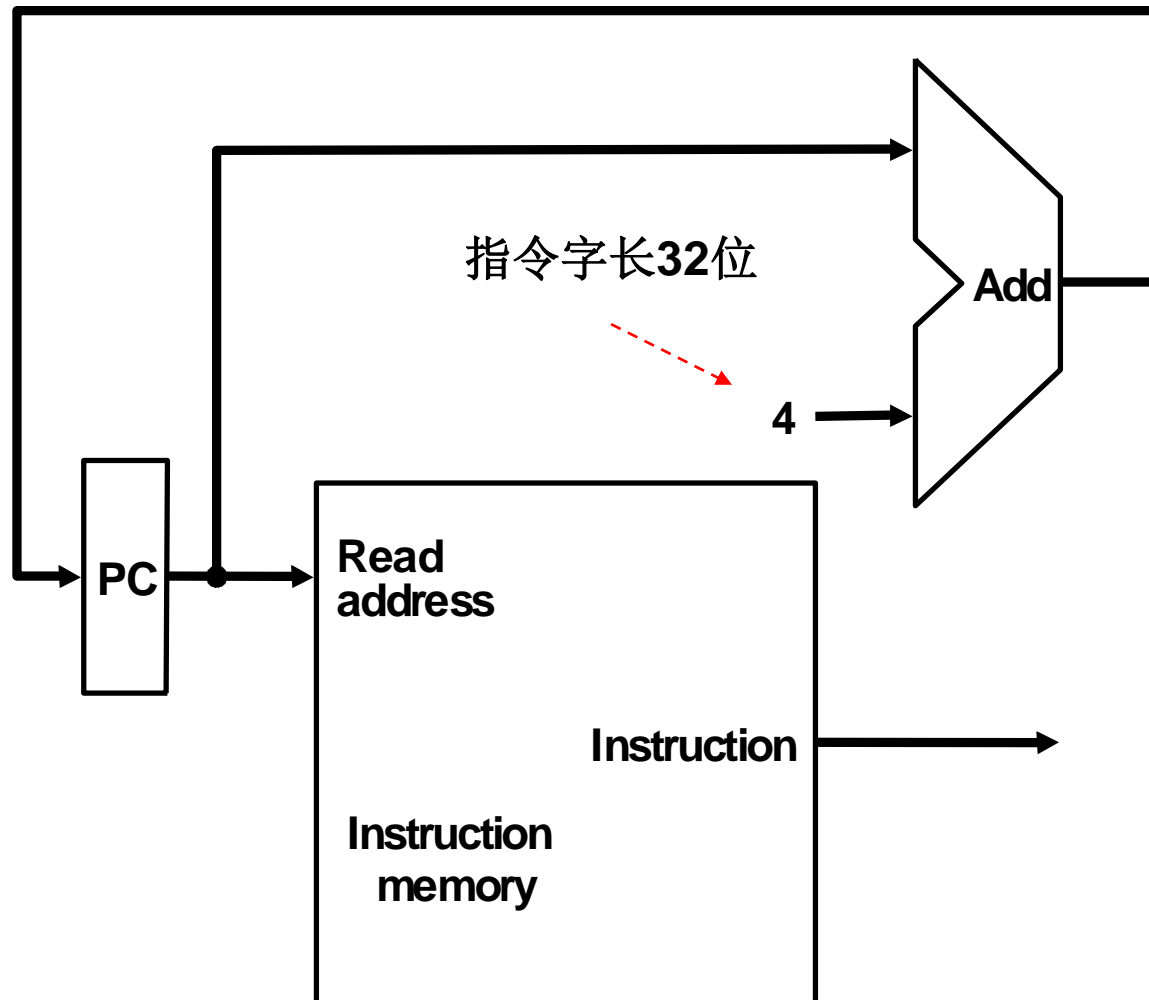 指令字长32位
Add
4
PC
Read
address
Instruction
Instruction
memory